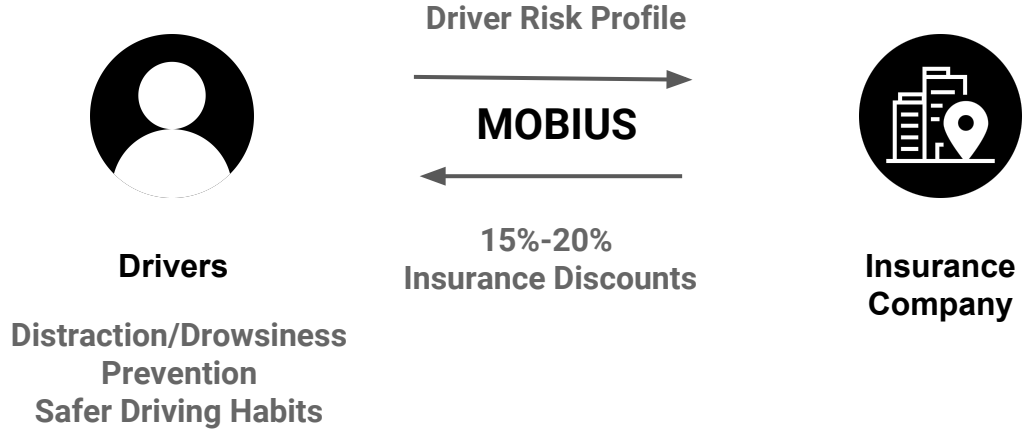 Driver Risk Profile
MOBIUS
15%-20%
Insurance Discounts
Drivers
Distraction/Drowsiness
Prevention
Safer Driving Habits
Insurance
Company